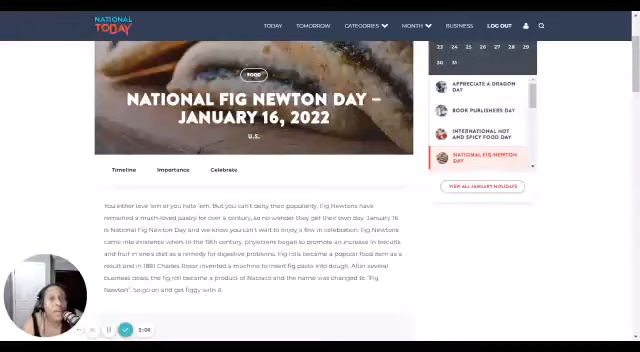 NATIONAL
TODAY
TODAY
TOMORROW
CATEGORIES
MONTH
BUSINESS
LOG OUT
FOOD
NATIONAL FIG NEWTON DAY –
JANUARY 16, 2022
U.S.
Timeline
Importance
Celebrate
You either love 'em or you hate 'em. But you can't deny their popularity. Fig Newtons have
remained a much-loved pastry for over a century, so no wonder they get their own day. January 16
is National Fig Newton Day and we know you can't want to enjoy a few in celebration. Fig Newtons
came into existence when, in the 19th century, physicians began to promote an increase in biscuits
and fruit in one's diet as a remedy for digestive problems. Fig rolls became a popular food item as a
result and in 1891 Charles Roser invented a machine to insert fig paste into dough. After several
business deals, the fig roll became a product of Nabisco and the name was changed to "Fig
Newton". So go on and get figgy with it.
23 24 25 26 27 28 29
30 31
APPRECIATE A DRAGON
DAY
BOOK PUBLISHERS DAY
INTERNATIONAL HOT
AND SPICY FOOD DAY
NATIONAL FIG NEWTON
DAY
VIEW ALL JANUARY HOLIDAYS
2:04